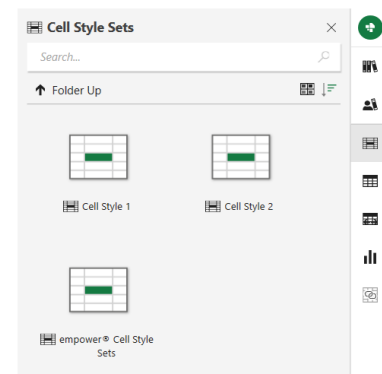 Cell Style Sets
Search...
Folder Up
Cell Style 1
Cell Style 2
empower® Cell Style
Sets